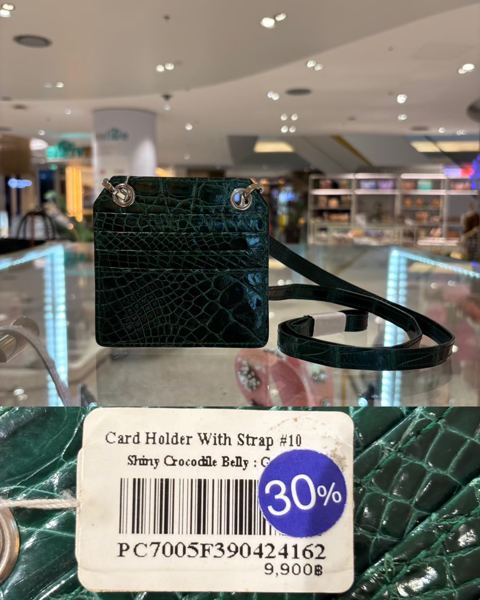 Card Holder With Strap #10
Shiny Crocodile Belly : G
30%
PC7005F390424162
9,900฿